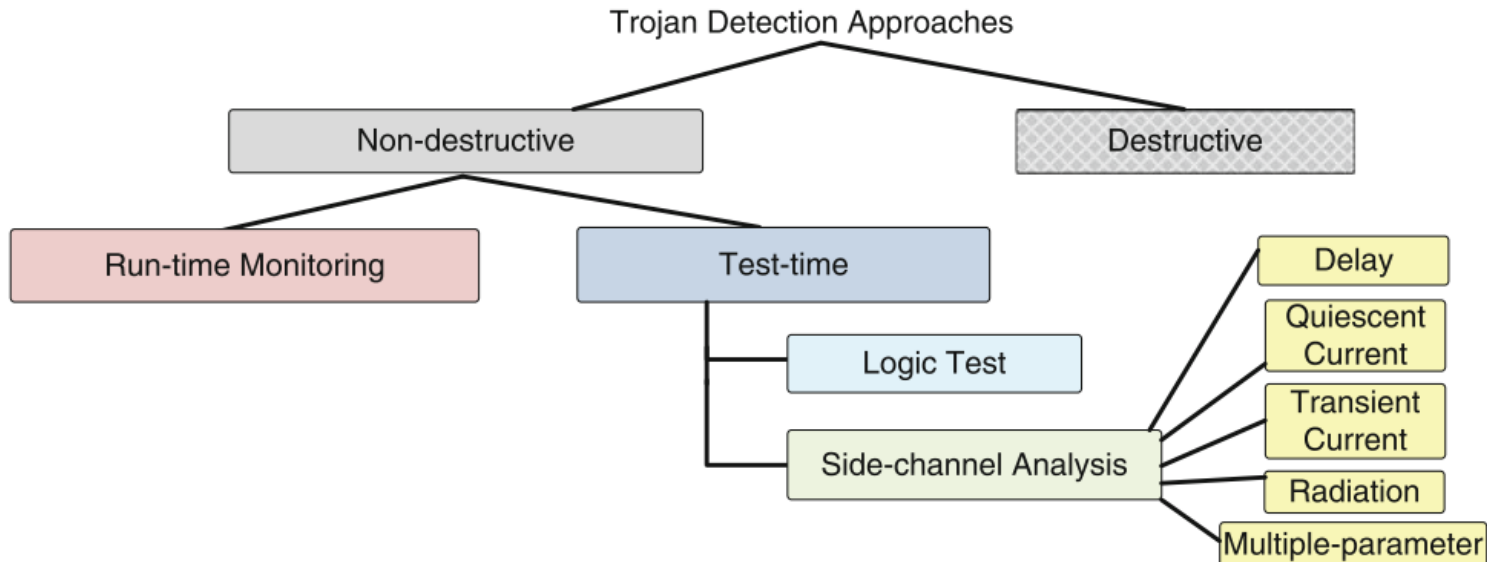 Trojan Detection Approaches
Non-destructive
Destructive
Run-time Monitoring
Test-time
Delay
Quiescent
Current
Logic Test
Transient
Current
Side-channel Analysis
Radiation
Multiple-parameter